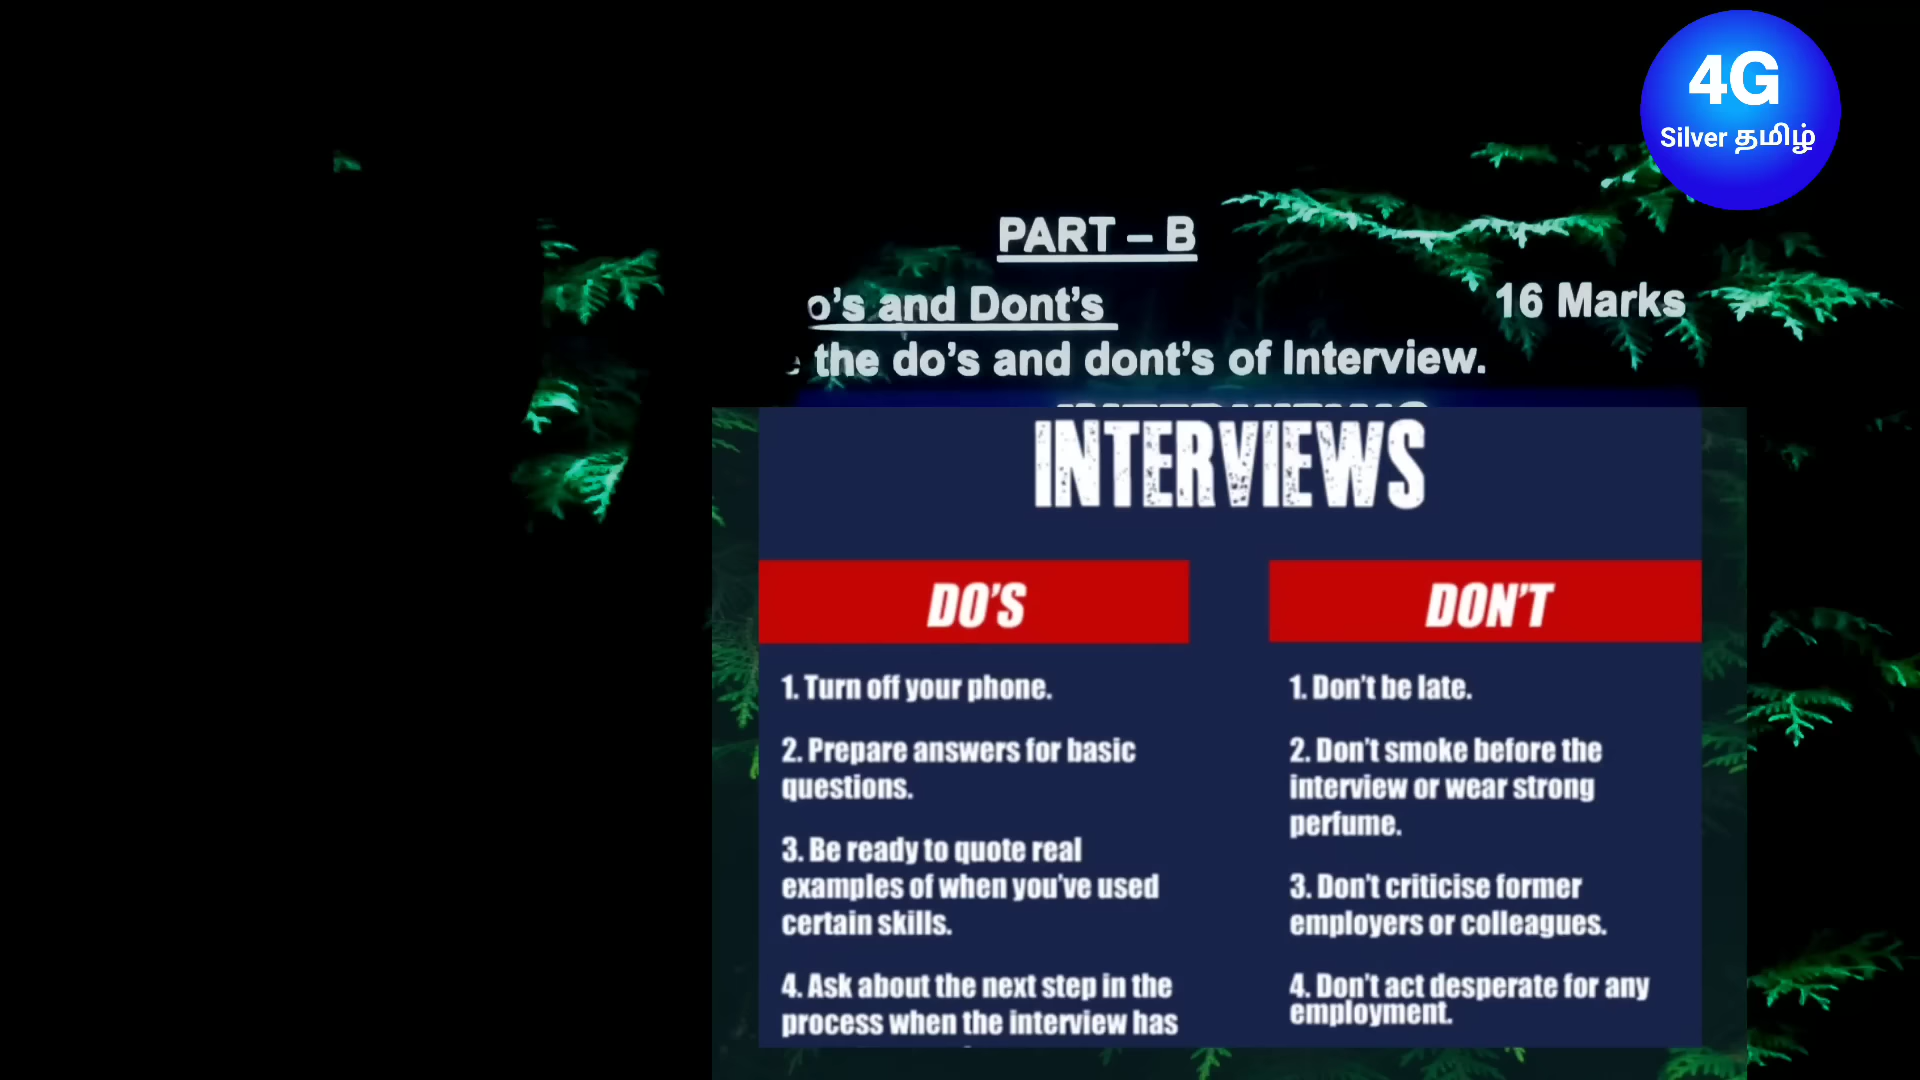 4G
Silver தமிழ்
PART – B
o's and Dont's
16 Marks
the do's and dont's of Interview.
INTERVIEWS
DO'S
DON'T
1. Turn off your phone.
2. Prepare answers for basic
questions.
3. Be ready to quote real
examples of when you've used
certain skills.
4. Ask about the next step in the
process when the interview has
1. Don't be late.
2. Don't smoke before the
interview or wear strong
perfume.
3. Don't criticise former
employers or colleagues.
4. Don't act desperate for any
employment.